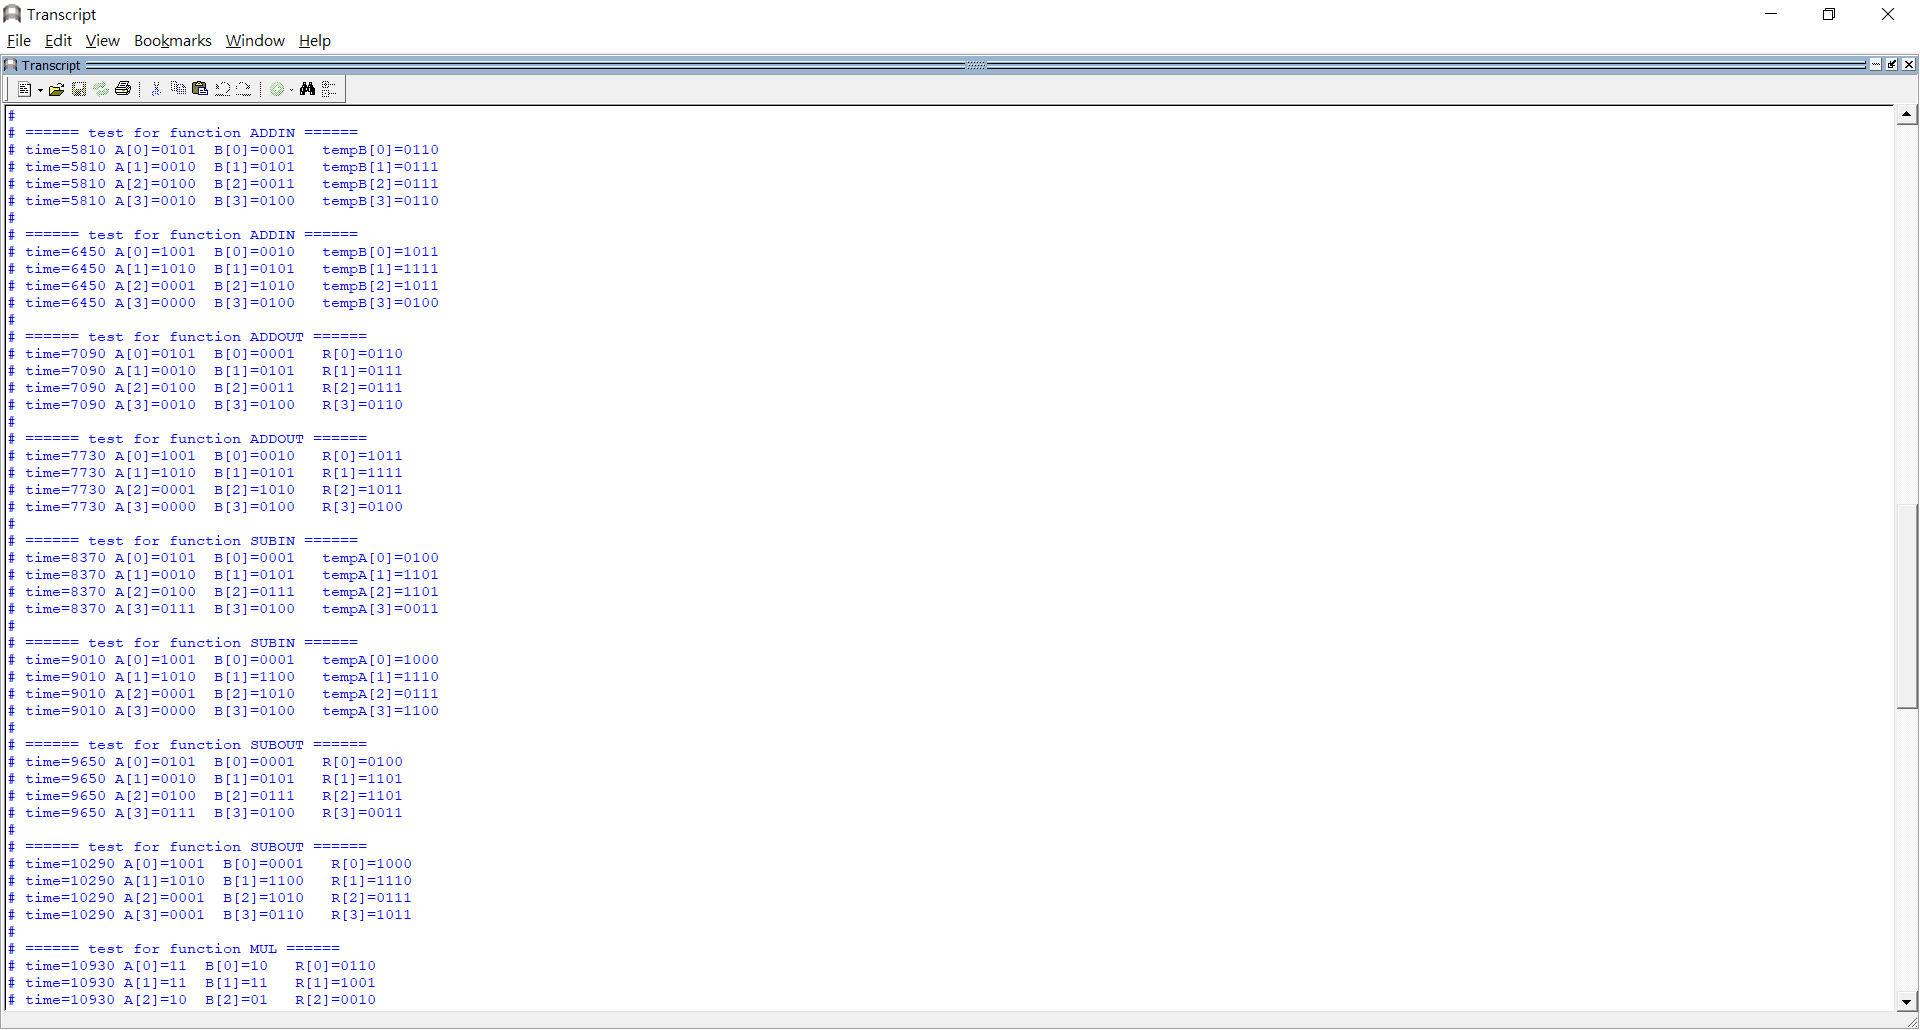 Transcript
File Edit View Bookmarks Window Help
Transcript
#
# ====== test for function ADDIN ======
# time=5810 A[0]=0101  B[0]=0001   tempB[0]=0110
# time=5810 A[1]=0010  B[1]=0101   tempB[1]=0111
# time=5810 A[2]=0100  B[2]=0011   tempB[2]=0111
# time=5810 A[3]=0010  B[3]=0100   tempB[3]=0110
#
# ====== test for function ADDIN ======
# time=6450 A[0]=1001  B[0]=0010   tempB[0]=1011
# time=6450 A[1]=1010  B[1]=0101   tempB[1]=1111
# time=6450 A[2]=0001  B[2]=1010   tempB[2]=1011
# time=6450 A[3]=0000  B[3]=0100   tempB[3]=0100
#
# ====== test for function ADDOUT ======
# time=7090 A[0]=0101  B[0]=0001   R[0]=0110
# time=7090 A[1]=0010  B[1]=0101   R[1]=0111
# time=7090 A[2]=0100  B[2]=0011   R[2]=0111
# time=7090 A[3]=0010  B[3]=0100   R[3]=0110
#
# ====== test for function ADDOUT ======
# time=7730 A[0]=1001  B[0]=0010   R[0]=1011
# time=7730 A[1]=1010  B[1]=0101   R[1]=1111
# time=7730 A[2]=0001  B[2]=1010   R[2]=1011
# time=7730 A[3]=0000  B[3]=0100   R[3]=0100
#
# ====== test for function SUBIN ======
# time=8370 A[0]=0101  B[0]=0001   tempA[0]=0100
# time=8370 A[1]=0010  B[1]=0101   tempA[1]=1101
# time=8370 A[2]=0100  B[2]=0111   tempA[2]=1101
# time=8370 A[3]=0111  B[3]=0100   tempA[3]=0011
#
# ====== test for function SUBIN ======
# time=9010 A[0]=1001  B[0]=0001   tempA[0]=1000
# time=9010 A[1]=1010  B[1]=1100   tempA[1]=1110
# time=9010 A[2]=0001  B[2]=1010   tempA[2]=0111
# time=9010 A[3]=0000  B[3]=0100   tempA[3]=1100
#
# ====== test for function SUBOUT ======
# time=9650 A[0]=0101  B[0]=0001   R[0]=0100
# time=9650 A[1]=0010  B[1]=0101   R[1]=1101
# time=9650 A[2]=0100  B[2]=0111   R[2]=1101
# time=9650 A[3]=0111  B[3]=0100   R[3]=0011
#
# ====== test for function SUBOUT ======
# time=10290 A[0]=1001  B[0]=0001   R[0]=1000
# time=10290 A[1]=1010  B[1]=1100   R[1]=1110
# time=10290 A[2]=0001  B[2]=1010   R[2]=0111
# time=10290 A[3]=0001  B[3]=0110   R[3]=1011
#
# ====== test for function MUL ======
# time=10930 A[0]=11  B[0]=10   R[0]=0110
# time=10930 A[1]=11  B[1]=11   R[1]=1001
# time=10930 A[2]=10  B[2]=01   R[2]=0010